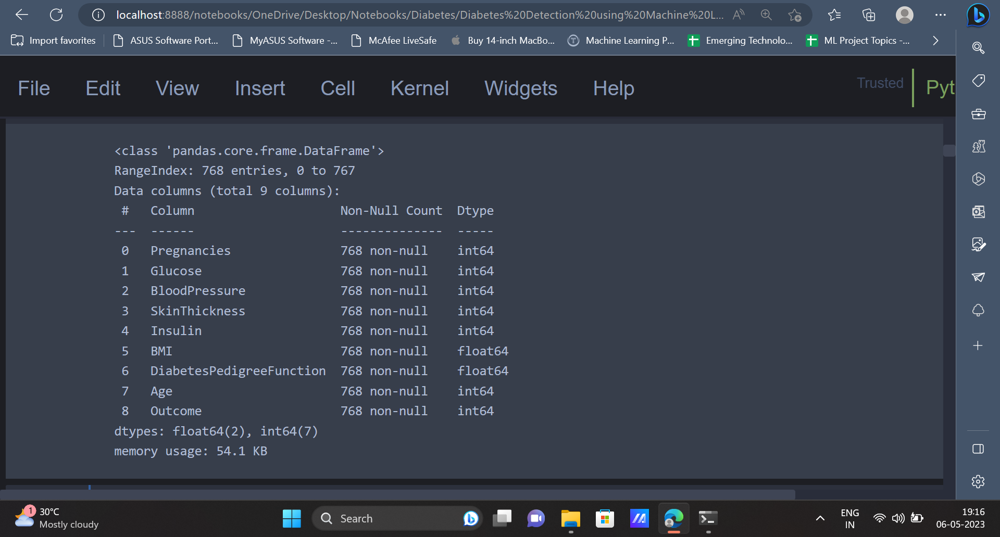 localhost:8888/notebooks/OneDrive/Desktop/Notebooks/Diabetes/Diabetes%20Detection%20using%20Machine%20L...
Import favorites ASUS Software Port... MyASUS Software -... McAfee LiveSafe Buy 14-inch MacBo... Machine Learning P... Emerging Technolo... ML Project Topics -...
File Edit View Insert Cell Kernel Widgets Help Trusted Pyt
<class 'pandas.core.frame.DataFrame'>
RangeIndex: 768 entries, 0 to 767
Data columns (total 9 columns):
# Column Non-Null Count Dtype
--- ------ -------------- -----
0 Pregnancies 768 non-null int64
1 Glucose 768 non-null int64
2 BloodPressure 768 non-null int64
3 SkinThickness 768 non-null int64
4 Insulin 768 non-null int64
5 BMI 768 non-null float64
6 DiabetesPedigreeFunction 768 non-null float64
7 Age 768 non-null int64
8 Outcome 768 non-null int64
dtypes: float64(2), int64(7)
memory usage: 54.1 KB
1 30°C
Mostly cloudy
Search
ENG
IN
19:16
06-05-2023